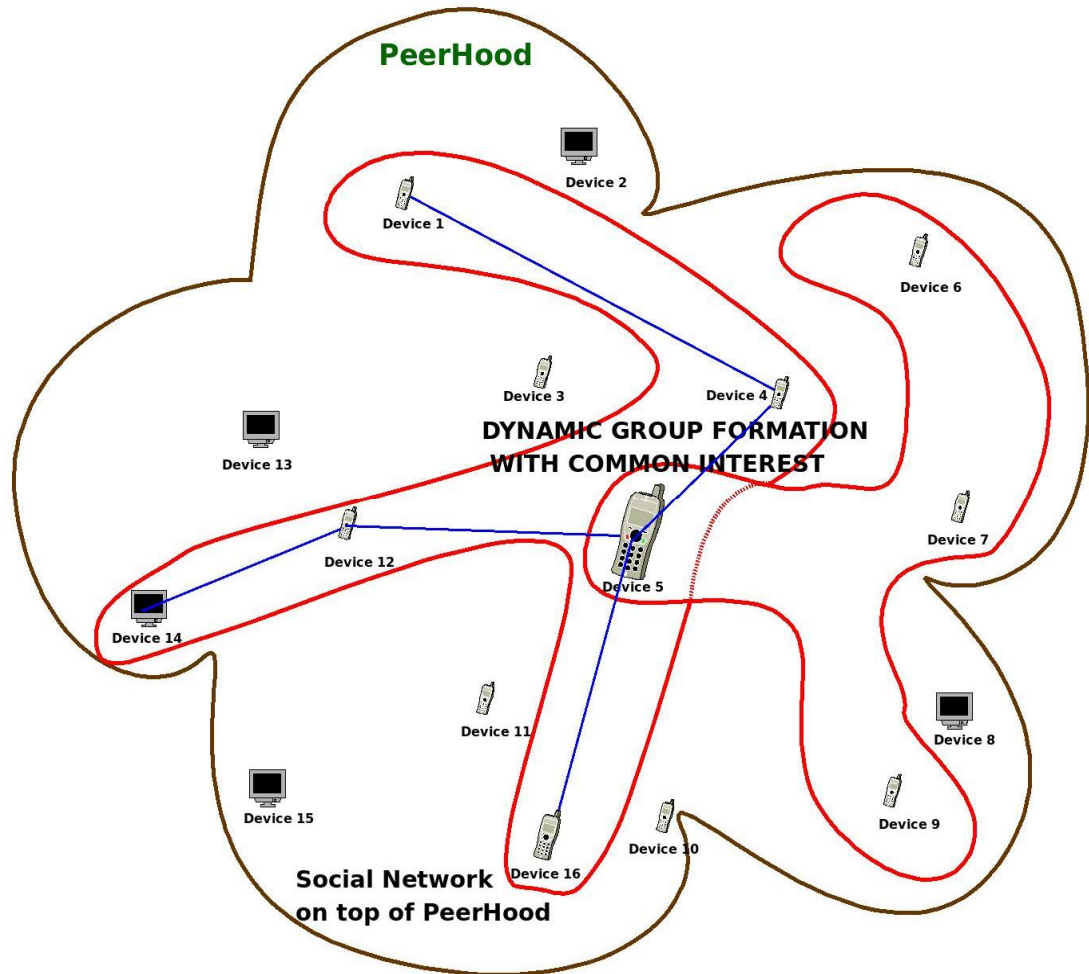 PeerHood
Device 2
Device 1
Device 6
Device 3
Device 4
DYNAMIC GROUP FORMATION
WITH COMMON INTEREST
Device 13
Device 7
Device 12
Device 5
Device 14
Device 11
Device 8
Device 15
Device 9
Device 10
Device 16
Social Network
on top of PeerHood